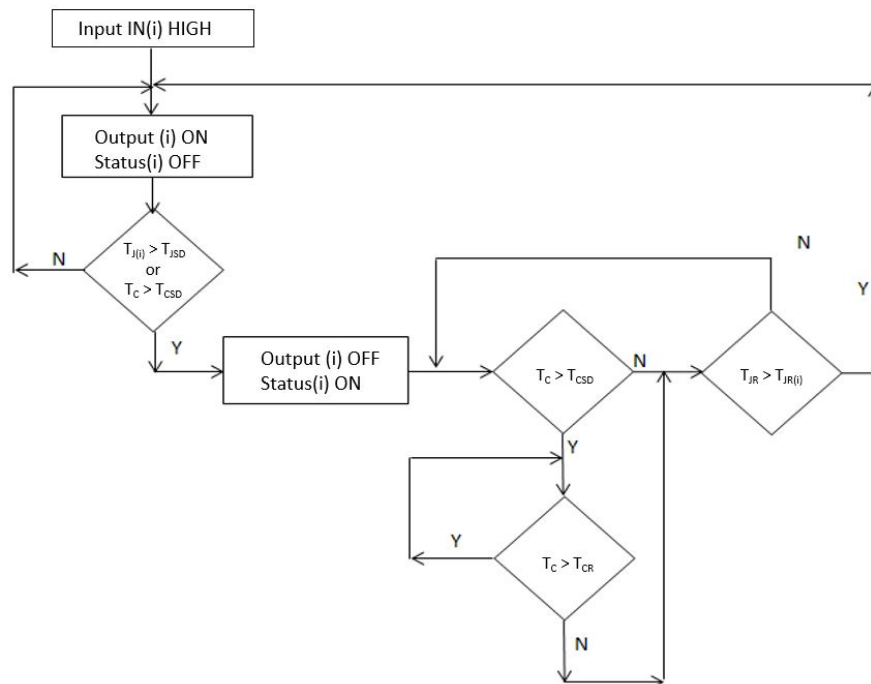 Input IN(i) HIGH
Output (i) ON
Status(i) OFF
TJ(i) > TJSD
or
TC > TCSD
N
Y
Output (i) OFF
Status(i) ON
TC > TCSD
N
Y
TC > TCR
Y
N
TJR > TJR(i)
N
Y